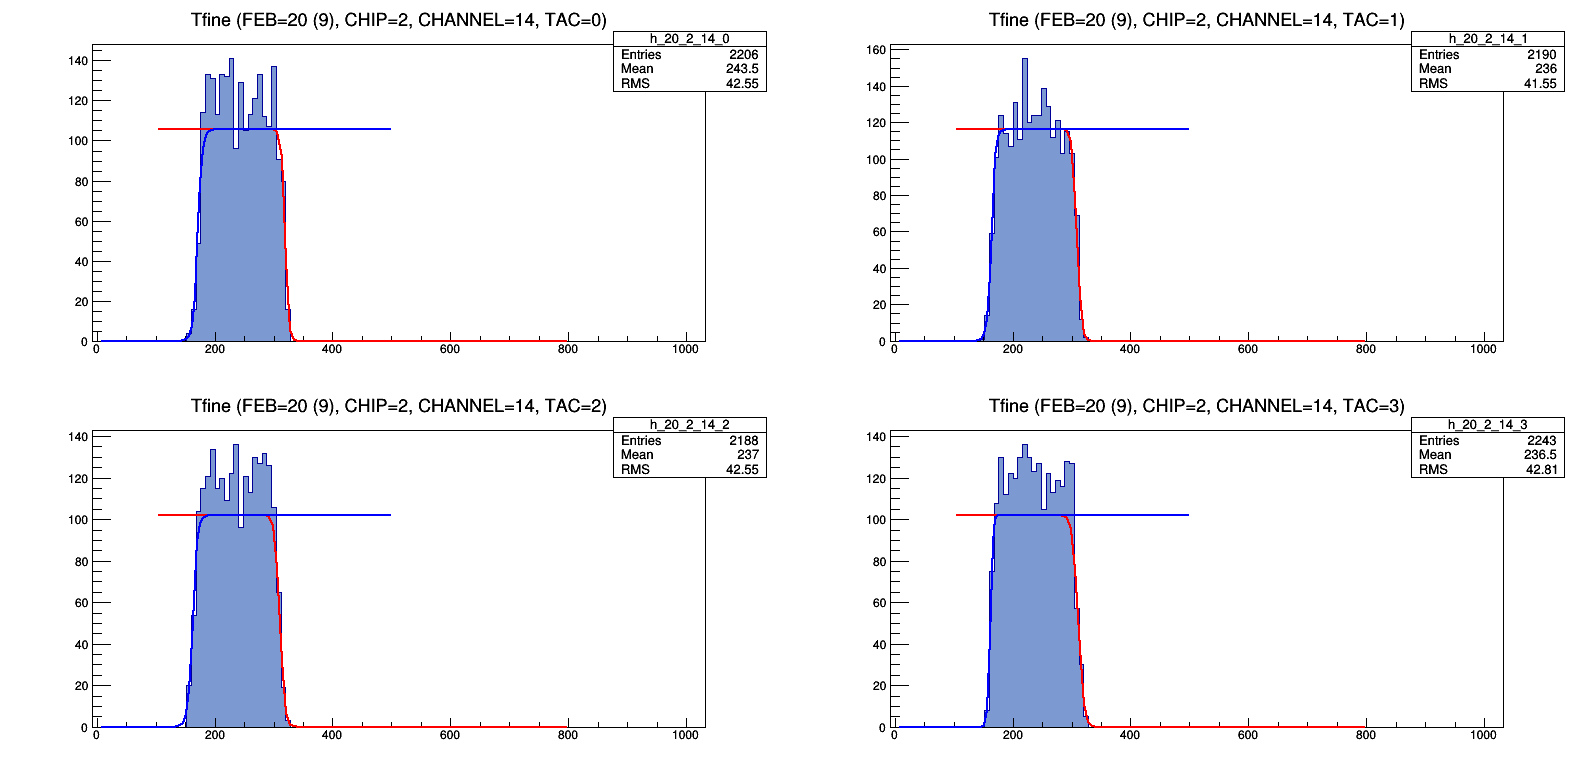 Tfine (FEB=20 (9), CHIP=2, CHANNEL=14, TAC=0)
h_20_2_14_0
Entries 2206
Mean 243.5
RMS 42.55
140
120
100
80
60
40
20
0
0 200 400 600 800 1000
Tfine (FEB=20 (9), CHIP=2, CHANNEL=14, TAC=1)
h_20_2_14_1
Entries 2190
Mean 236
RMS 41.55
160
140
120
100
80
60
40
20
0
0 200 400 600 800 1000
Tfine (FEB=20 (9), CHIP=2, CHANNEL=14, TAC=2)
h_20_2_14_2
Entries 2188
Mean 237
RMS 42.55
140
120
100
80
60
40
20
0
0 200 400 600 800 1000
Tfine (FEB=20 (9), CHIP=2, CHANNEL=14, TAC=3)
h_20_2_14_3
Entries 2243
Mean 236.5
RMS 42.81
140
120
100
80
60
40
20
0
0 200 400 600 800 1000